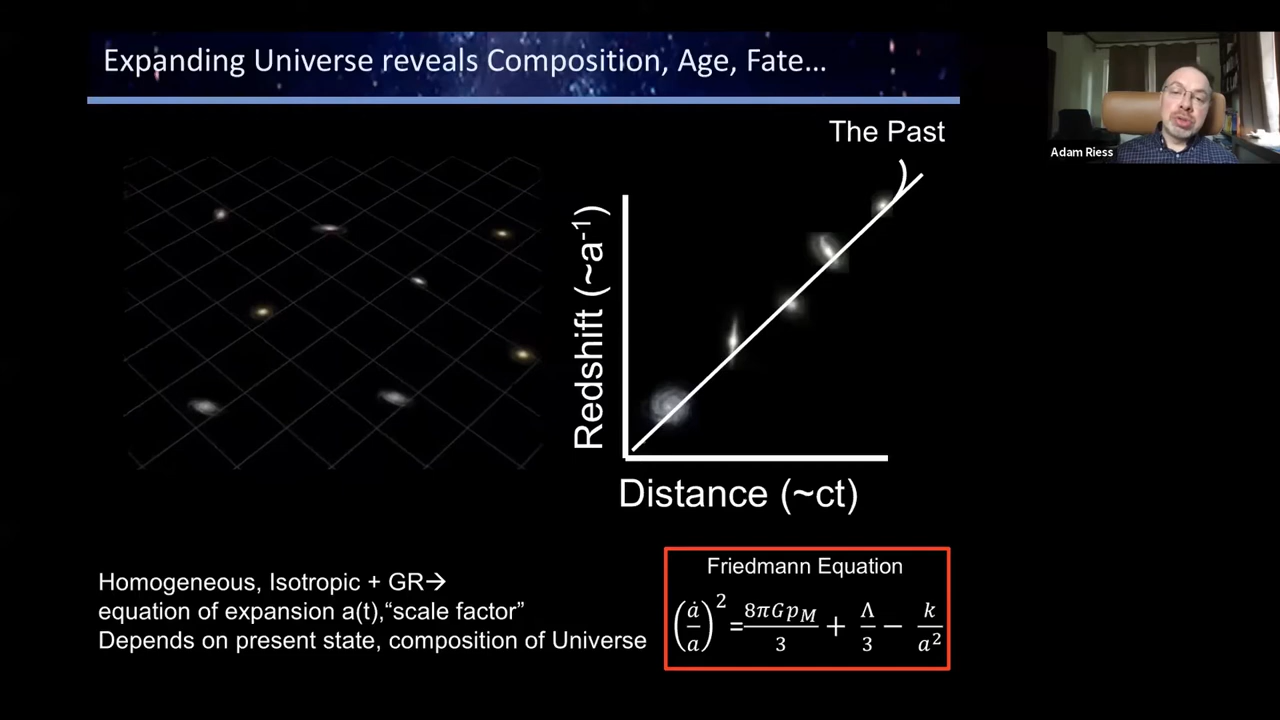 Expanding Universe reveals Composition, Age, Fate…
Adam Riess
The Past
Redshift (~a⁻¹)
Distance (~ct)
Homogeneous, Isotropic + GR→
equation of expansion a(t),“scale factor”
Depends on present state, composition of Universe
Friedmann Equation
(ȧ/a)²=8πGp_M/3 + Λ/3 − k/a²